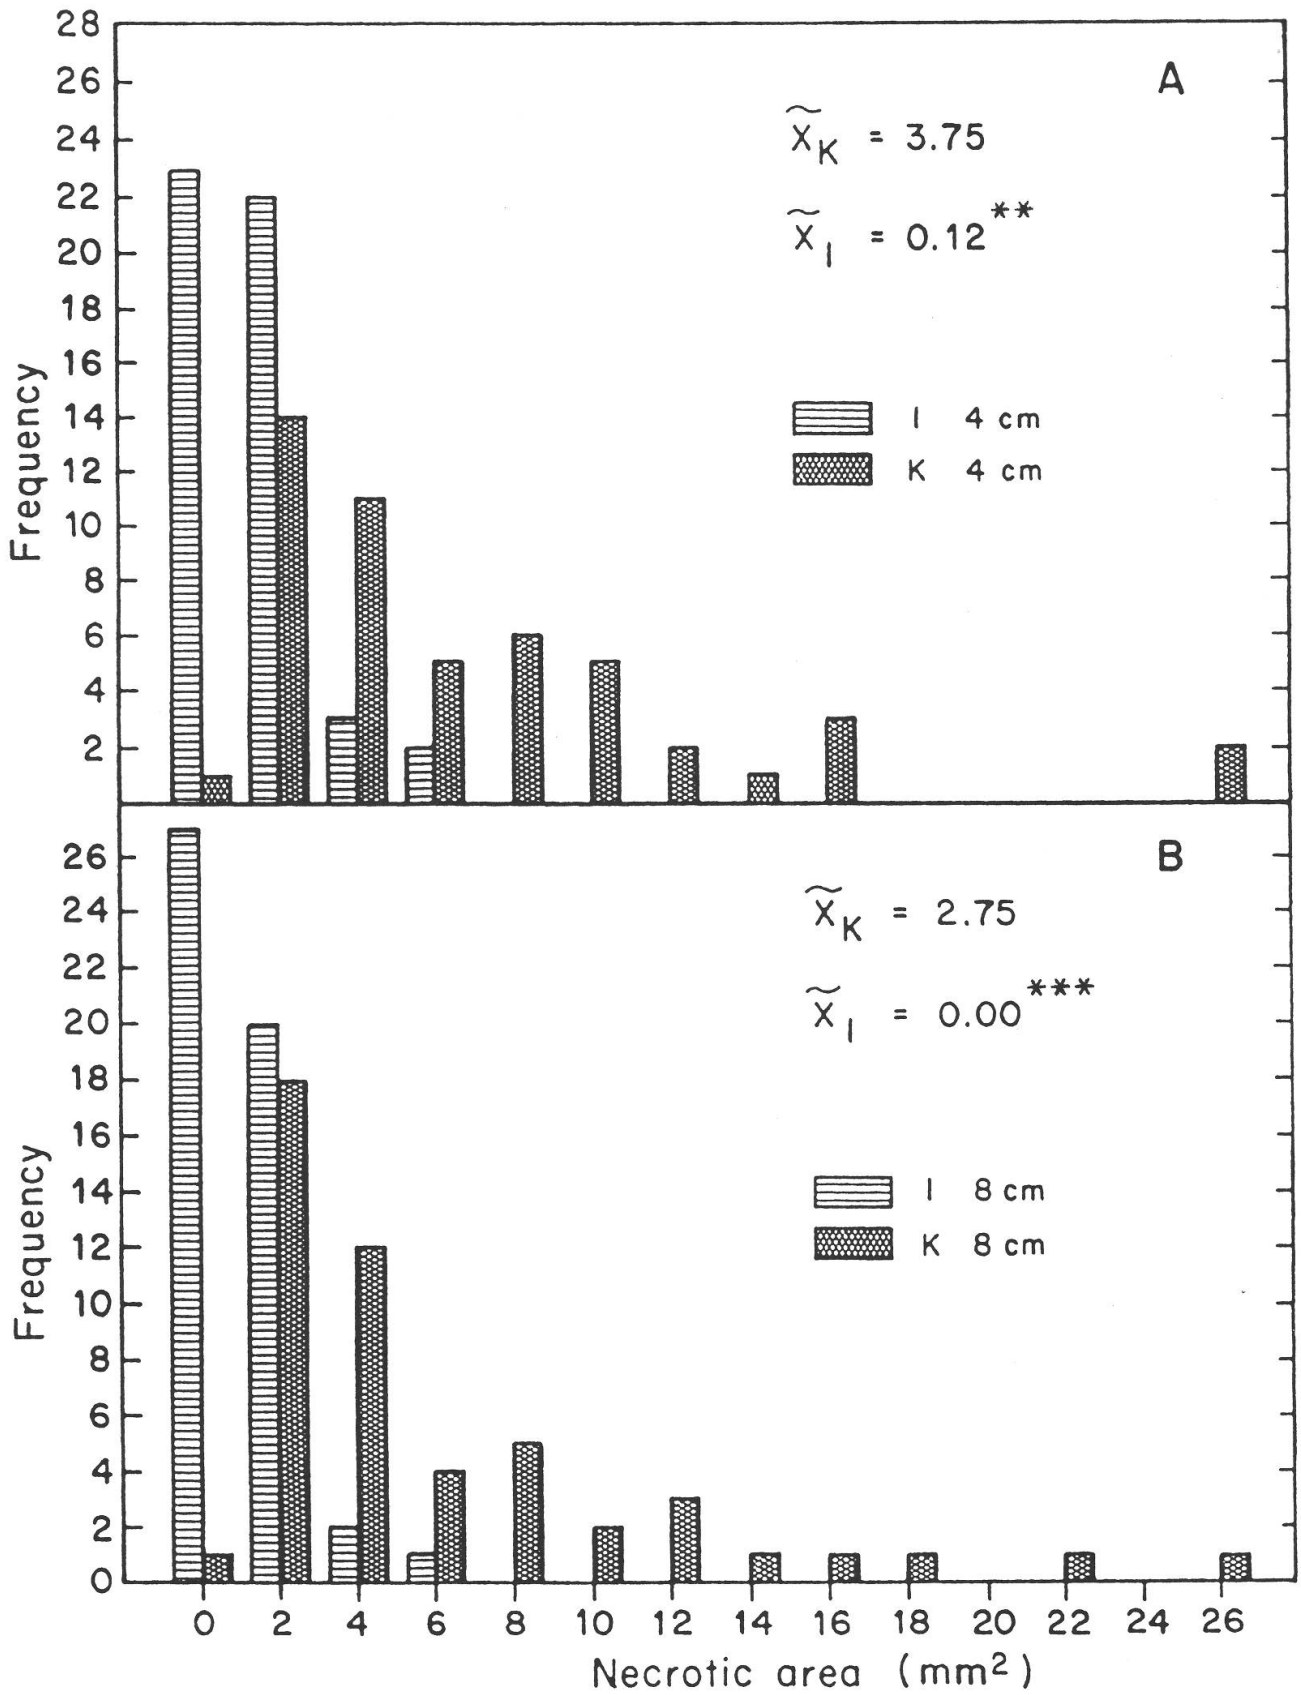 28
26
24
22
20
18
16
14
12
10
8
6
4
2
Frequency
A
X̃K = 3.75
X̃I = 0.12**
I 4 cm
K 4 cm
26
24
22
20
18
16
14
12
10
8
6
4
2
0
Frequency
B
X̃K = 2.75
X̃I = 0.00***
I 8 cm
K 8 cm
0 2 4 6 8 10 12 14 16 18 20 22 24 26
Necrotic area (mm²)